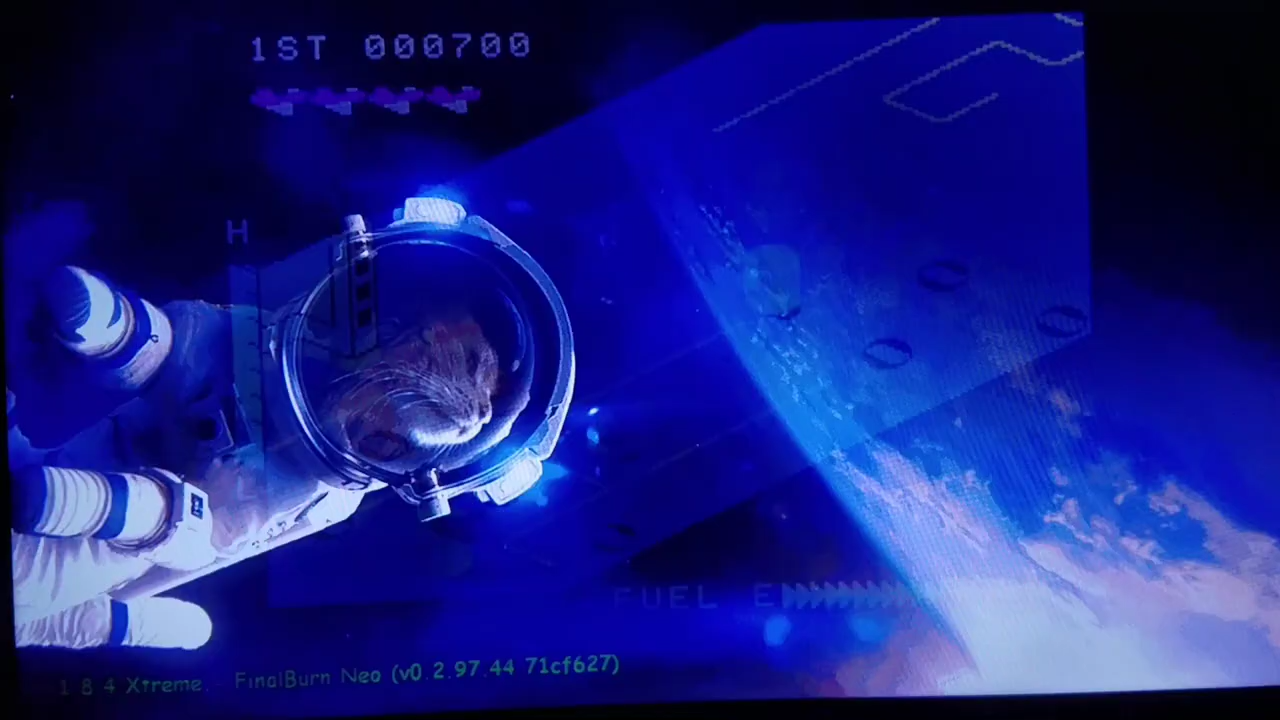 1ST 000700
H
L
FUEL E
1 8 4 Xtreme. - FinalBurn Neo (v0.2.97.44 71cf627)